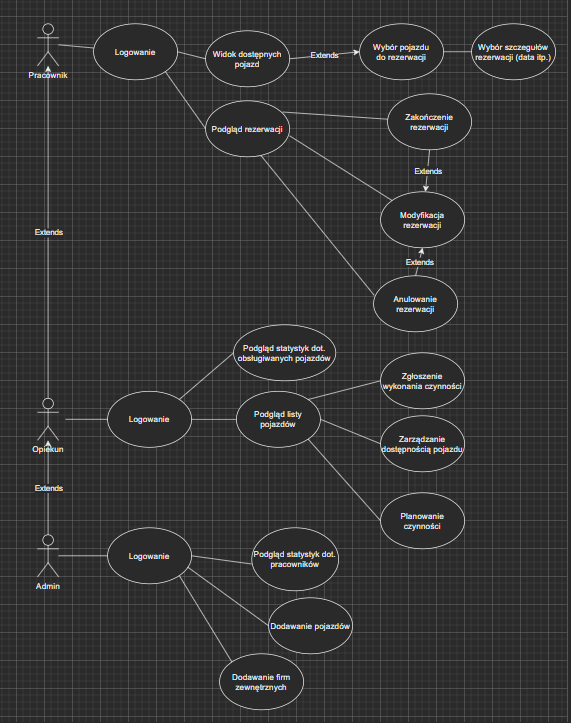 Pracownik
Logowanie
Widok dostępnych
pojazd
Extends
Wybór pojazdu
do rezerwacji
Wybór szczegułów
rezerwacji (data itp.)
Podgląd rezerwacji
Zakończenie
rezerwacji
Extends
Modyfikacja
rezerwacji
Extends
Anulowanie
rezerwacji
Extends
Podgląd statystyk dot.
obsługiwanych pojazdów
Opiekun
Logowanie
Podgląd listy
pojazdów
Zgłoszenie
wykonania czynności
Zarządzanie
dostępnością pojazdu
Planowanie
czynności
Extends
Admin
Logowanie
Podgląd statystyk dot.
pracowników
Dodawanie pojazdów
Dodawanie firm
zewnętrznych